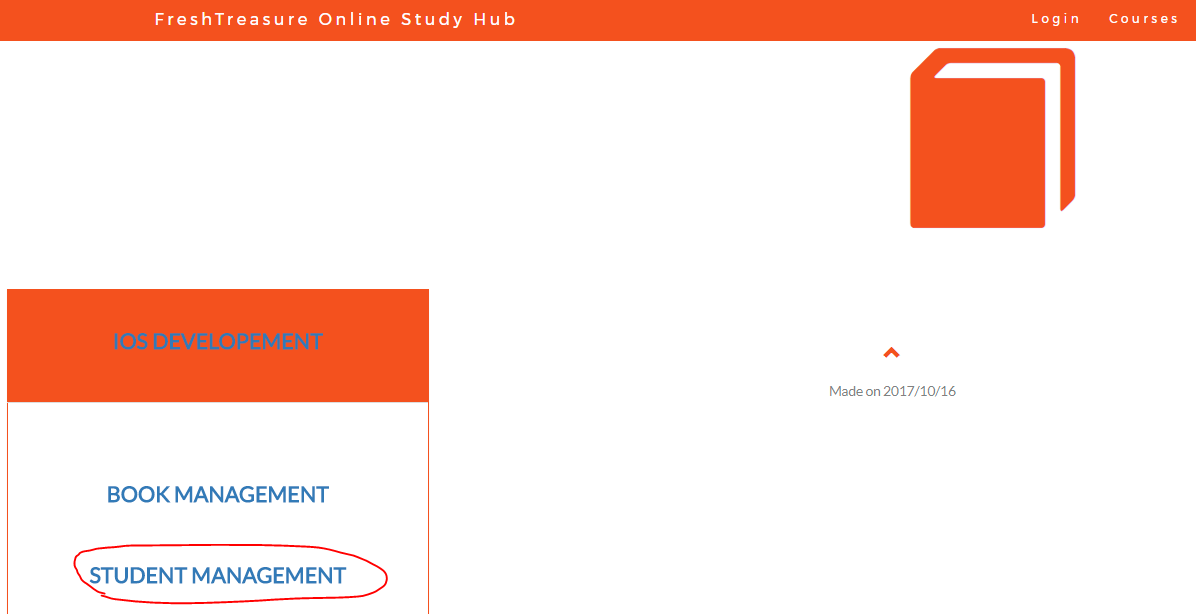 FreshTreasure Online Study Hub
Login
Courses
IOS DEVELOPEMENT
Made on 2017/10/16
BOOK MANAGEMENT
STUDENT MANAGEMENT